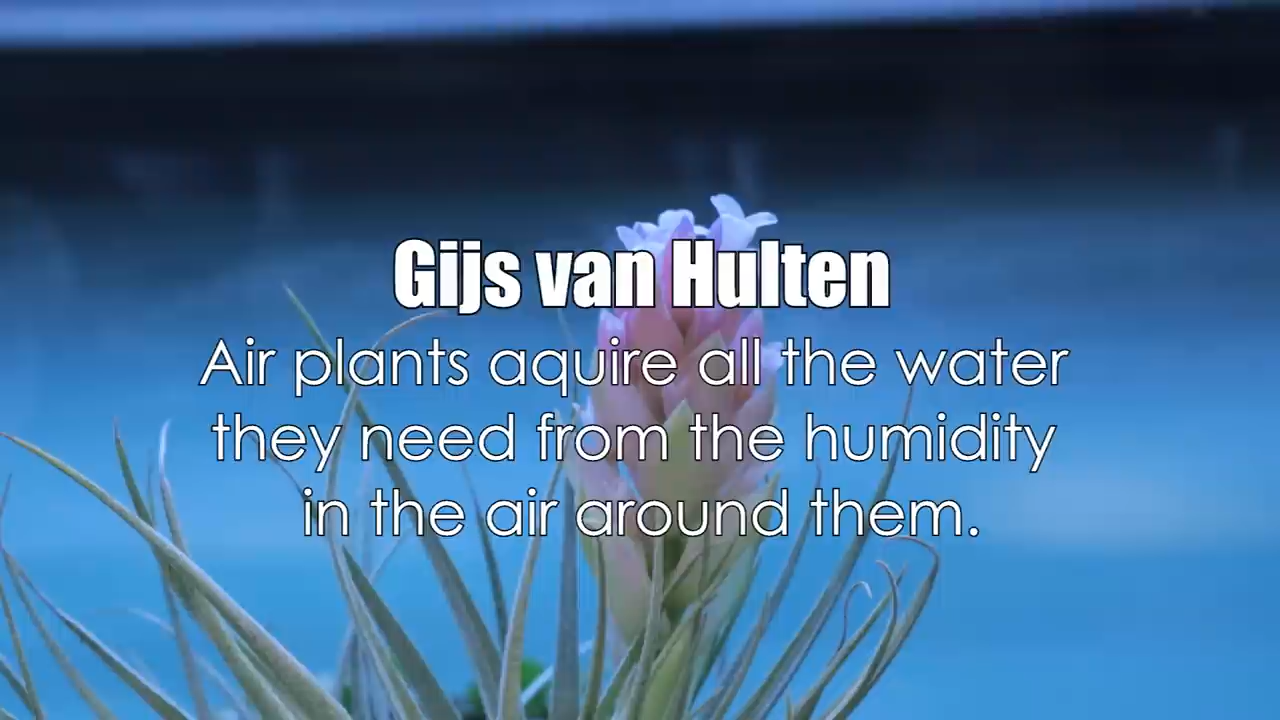 Gijs van Hulten
Air plants aquire all the water
they need from the humidity
in the air around them.